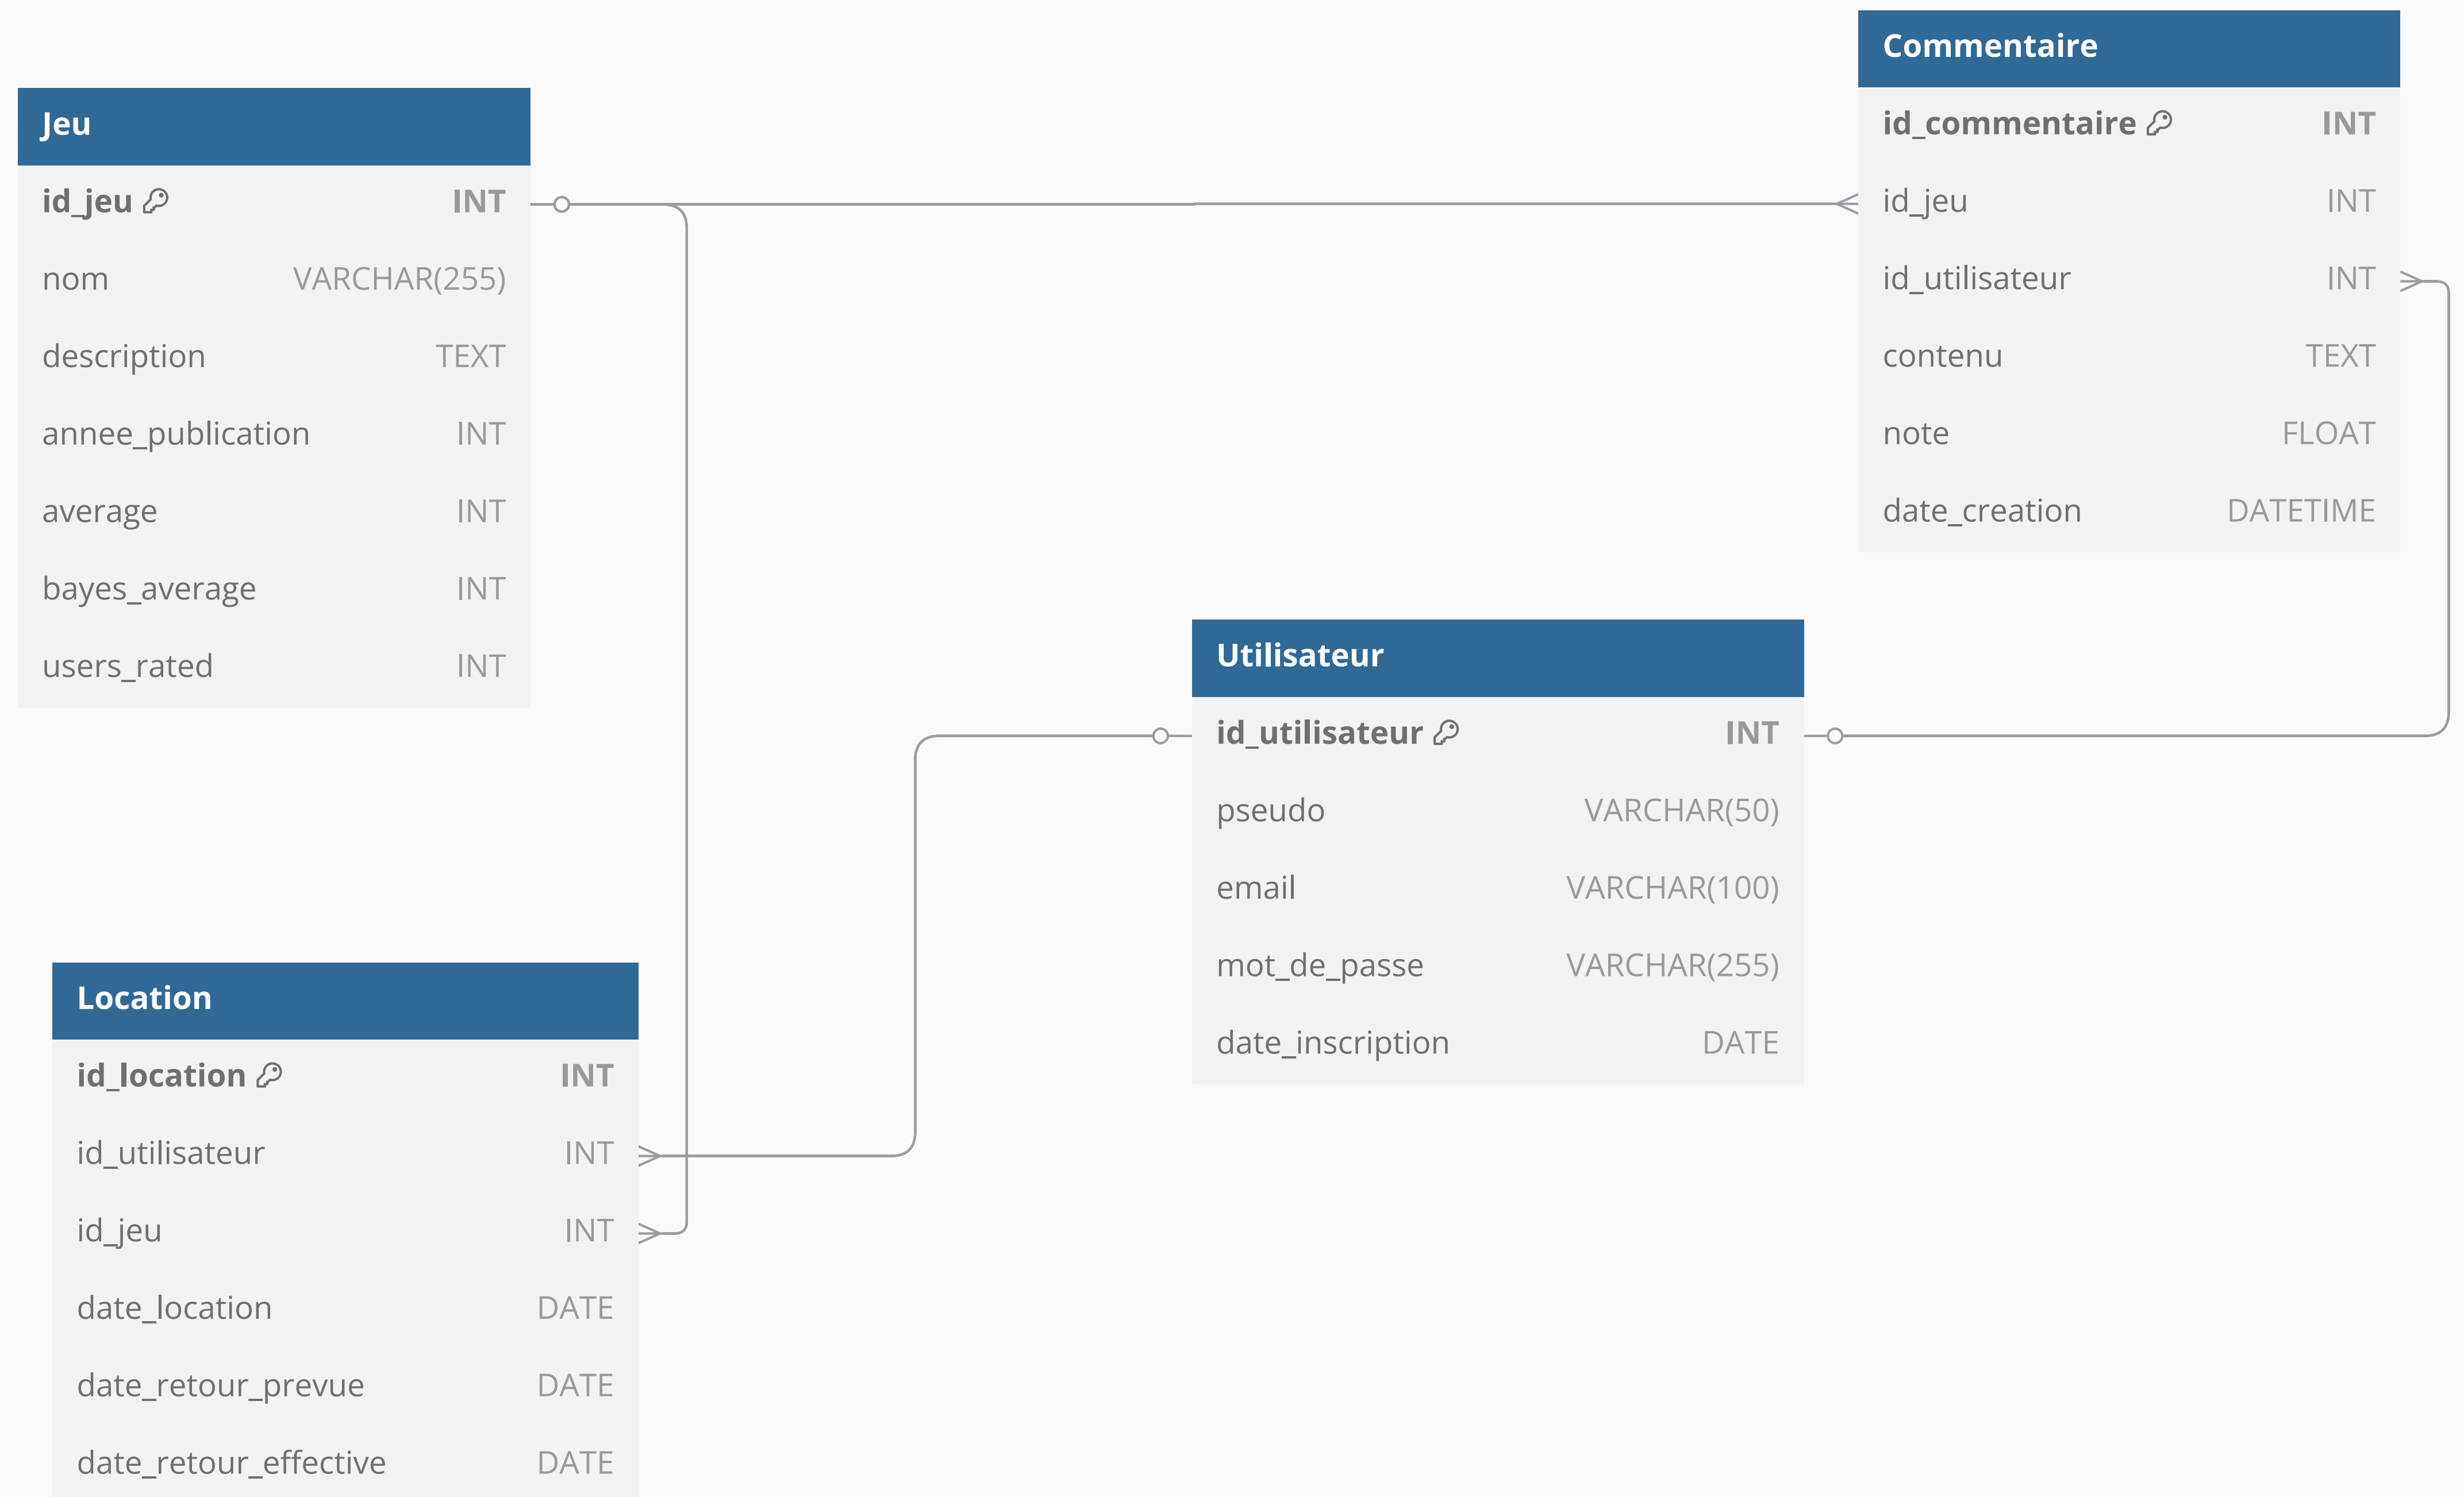 Jeu
id_jeu INT
nom VARCHAR(255)
description TEXT
annee_publication INT
average INT
bayes_average INT
users_rated INT
Commentaire
id_commentaire INT
id_jeu INT
id_utilisateur INT
contenu TEXT
note FLOAT
date_creation DATETIME
Utilisateur
id_utilisateur INT
pseudo VARCHAR(50)
email VARCHAR(100)
mot_de_passe VARCHAR(255)
date_inscription DATE
Location
id_location INT
id_utilisateur INT
id_jeu INT
date_location DATE
date_retour_prevue DATE
date_retour_effective DATE